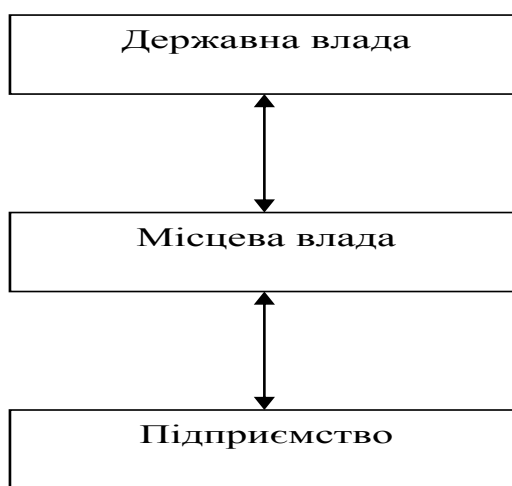 Державна влада
Місцева влада
Підприємство